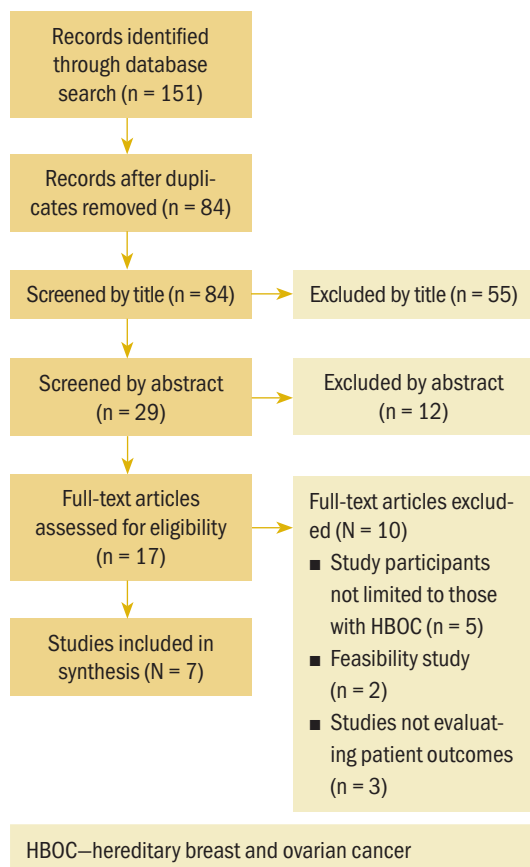 Records identified
through database
search (n = 151)
Records after dupli-
cates removed (n = 84)
Screened by title (n = 84)
Excluded by title (n = 55)
Screened by abstract
(n = 29)
Excluded by abstract
(n = 12)
Full-text articles
assessed for eligibility
(n = 17)
Full-text articles exclud-
ed (N = 10)
■ Study participants
not limited to those
with HBOC (n = 5)
■ Feasibility study
(n = 2)
■ Studies not evaluat-
ing patient outcomes
(n = 3)
Studies included in
synthesis (N = 7)
HBOC—hereditary breast and ovarian cancer